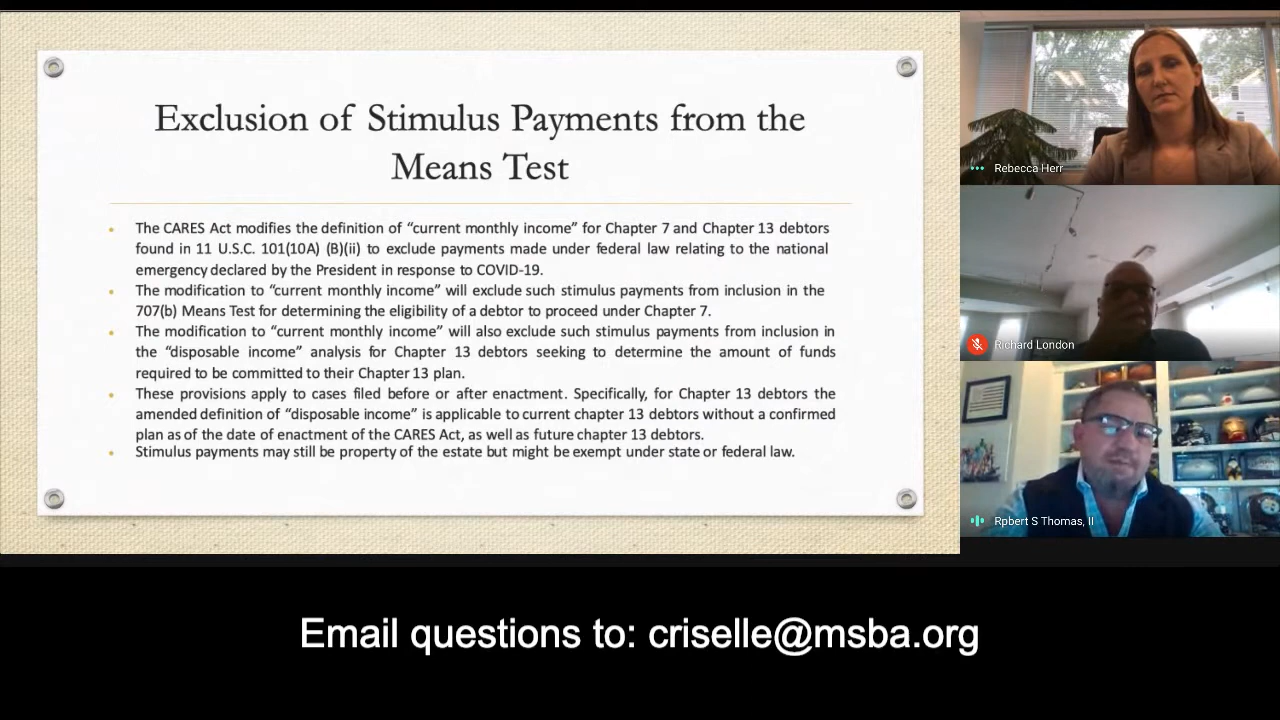 Exclusion of Stimulus Payments from the
Means Test
• The CARES Act modifies the definition of “current monthly income” for Chapter 7 and Chapter 13 debtors
found in 11 U.S.C. 101(10A) (B)(ii) to exclude payments made under federal law relating to the national
emergency declared by the President in response to COVID-19.
• The modification to “current monthly income” will exclude such stimulus payments from inclusion in the
707(b) Means Test for determining the eligibility of a debtor to proceed under Chapter 7.
• The modification to “current monthly income” will also exclude such stimulus payments from inclusion in
the “disposable income” analysis for Chapter 13 debtors seeking to determine the amount of funds
required to be committed to their Chapter 13 plan.
• These provisions apply to cases filed before or after enactment. Specifically, for Chapter 13 debtors the
amended definition of “disposable income” is applicable to current chapter 13 debtors without a confirmed
plan as of the date of enactment of the CARES Act, as well as future chapter 13 debtors.
• Stimulus payments may still be property of the estate but might be exempt under state or federal law.
Rebecca Herr
Richard London
Rpbert S Thomas, II
Email questions to: criselle@msba.org